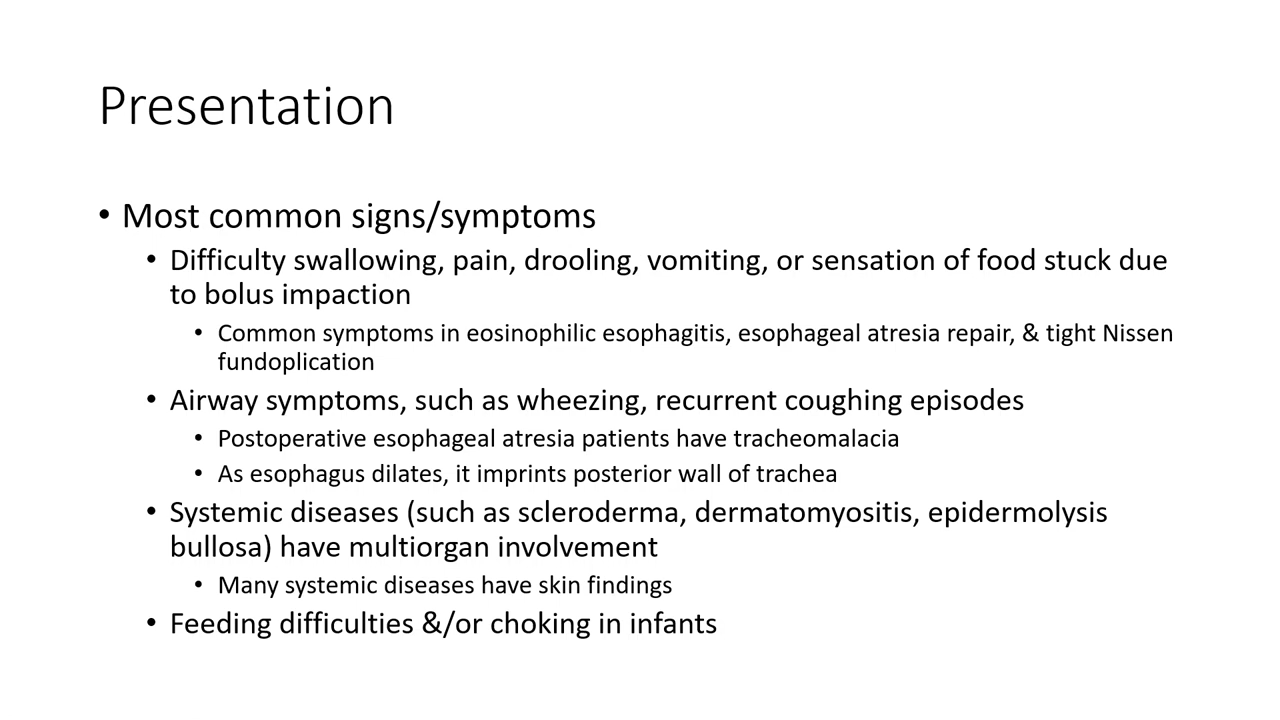 Presentation
• Most common signs/symptoms
• Difficulty swallowing, pain, drooling, vomiting, or sensation of food stuck due
to bolus impaction
• Common symptoms in eosinophilic esophagitis, esophageal atresia repair, & tight Nissen
fundoplication
• Airway symptoms, such as wheezing, recurrent coughing episodes
• Postoperative esophageal atresia patients have tracheomalacia
• As esophagus dilates, it imprints posterior wall of trachea
• Systemic diseases (such as scleroderma, dermatomyositis, epidermolysis
bullosa) have multiorgan involvement
• Many systemic diseases have skin findings
• Feeding difficulties &/or choking in infants